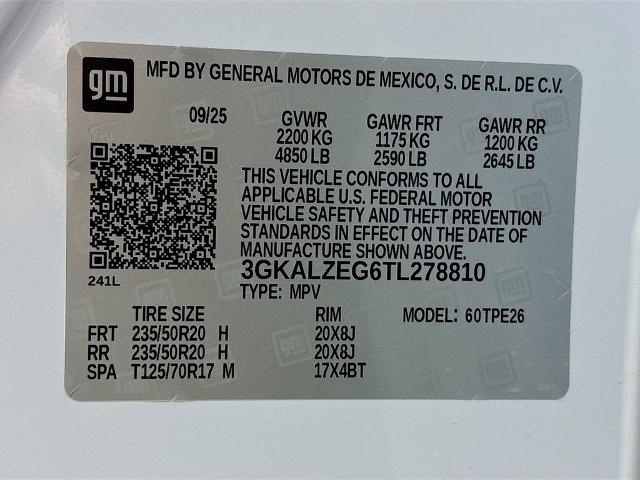 gm MFD BY GENERAL MOTORS DE MEXICO, S. DE R.L. DE C.V.
09/25 GVWR GAWR FRT GAWR RR
2200 KG 1175 KG 1200 KG
4850 LB 2590 LB 2645 LB
THIS VEHICLE CONFORMS TO ALL
APPLICABLE U.S. FEDERAL MOTOR
VEHICLE SAFETY AND THEFT PREVENTION
STANDARDS IN EFFECT ON THE DATE OF
MANUFACTURE SHOWN ABOVE.
3GKALZEG6TL278810
241L TYPE: MPV
TIRE SIZE RIM MODEL: 60TPE26
FRT 235/50R20 H 20X8J
RR 235/50R20 H 20X8J
SPA T125/70R17 M 17X4BT